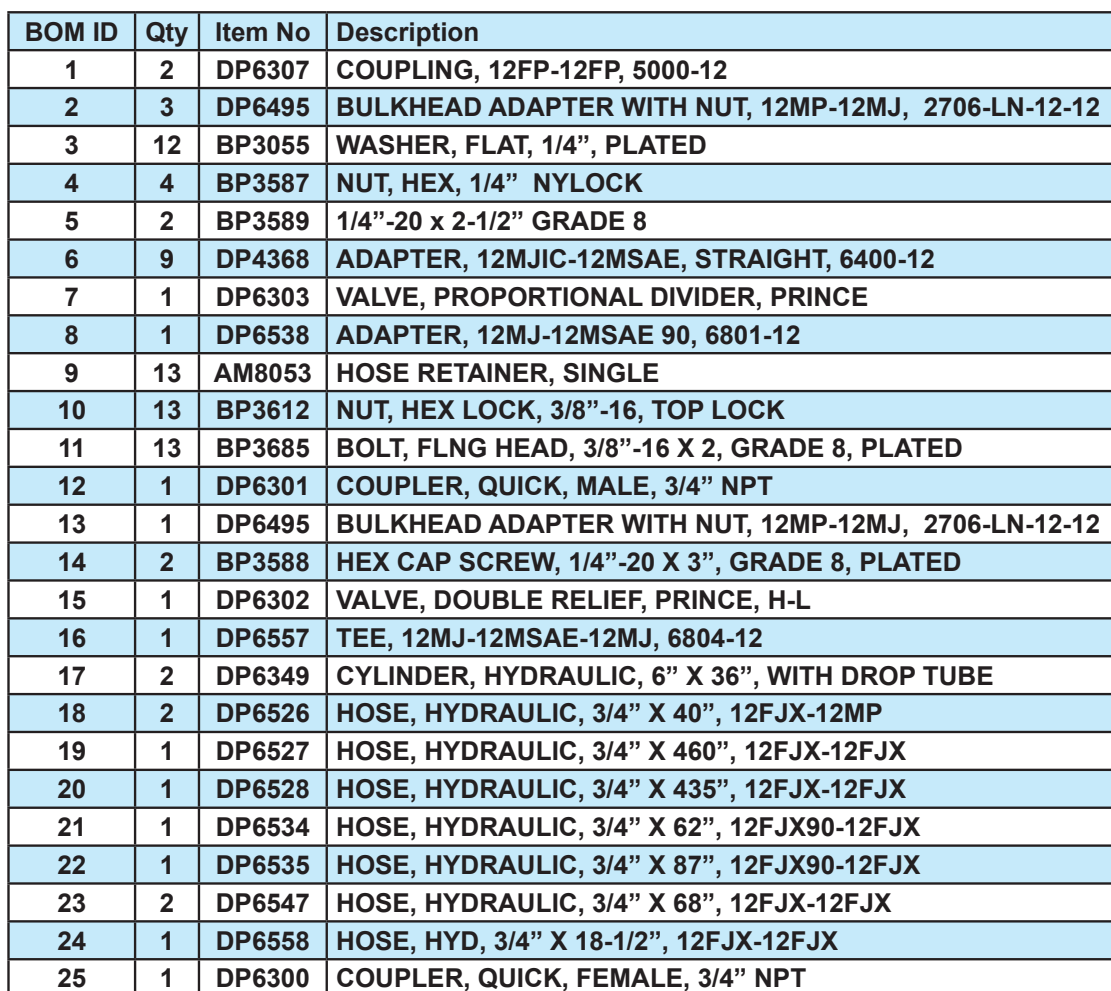 BOM ID Qty Item No Description
1 2 DP6307 COUPLING, 12FP-12FP, 5000-12
2 3 DP6495 BULKHEAD ADAPTER WITH NUT, 12MP-12MJ, 2706-LN-12-12
3 12 BP3055 WASHER, FLAT, 1/4”, PLATED
4 4 BP3587 NUT, HEX, 1/4” NYLOCK
5 2 BP3589 1/4”-20 x 2-1/2” GRADE 8
6 9 DP4368 ADAPTER, 12MJIC-12MSAE, STRAIGHT, 6400-12
7 1 DP6303 VALVE, PROPORTIONAL DIVIDER, PRINCE
8 1 DP6538 ADAPTER, 12MJ-12MSAE 90, 6801-12
9 13 AM8053 HOSE RETAINER, SINGLE
10 13 BP3612 NUT, HEX LOCK, 3/8”-16, TOP LOCK
11 13 BP3685 BOLT, FLNG HEAD, 3/8”-16 X 2, GRADE 8, PLATED
12 1 DP6301 COUPLER, QUICK, MALE, 3/4” NPT
13 1 DP6495 BULKHEAD ADAPTER WITH NUT, 12MP-12MJ, 2706-LN-12-12
14 2 BP3588 HEX CAP SCREW, 1/4”-20 X 3”, GRADE 8, PLATED
15 1 DP6302 VALVE, DOUBLE RELIEF, PRINCE, H-L
16 1 DP6557 TEE, 12MJ-12MSAE-12MJ, 6804-12
17 2 DP6349 CYLINDER, HYDRAULIC, 6” X 36”, WITH DROP TUBE
18 2 DP6526 HOSE, HYDRAULIC, 3/4” X 40”, 12FJX-12MP
19 1 DP6527 HOSE, HYDRAULIC, 3/4” X 460”, 12FJX-12FJX
20 1 DP6528 HOSE, HYDRAULIC, 3/4” X 435”, 12FJX-12FJX
21 1 DP6534 HOSE, HYDRAULIC, 3/4” X 62”, 12FJX90-12FJX
22 1 DP6535 HOSE, HYDRAULIC, 3/4” X 87”, 12FJX90-12FJX
23 2 DP6547 HOSE, HYDRAULIC, 3/4” X 68”, 12FJX-12FJX
24 1 DP6558 HOSE, HYD, 3/4” X 18-1/2”, 12FJX-12FJX
25 1 DP6300 COUPLER, QUICK, FEMALE, 3/4” NPT